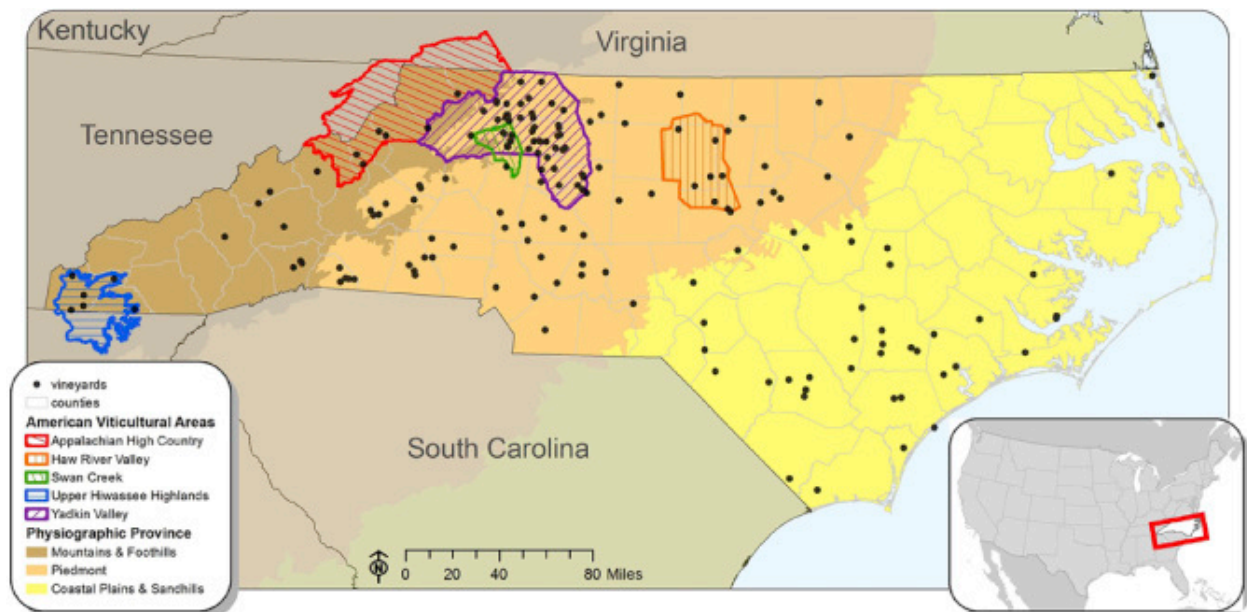 Kentucky
Virginia
Tennessee
South Carolina
vineyards
counties
American Viticultural Areas
Appalachian High Country
Haw River Valley
Swan Creek
Upper Hiwassee Highlands
Yadkin Valley
Physiographic Province
Mountains & Foothills
Piedmont
Coastal Plains & Sandhills
N
0 20 40 80 Miles